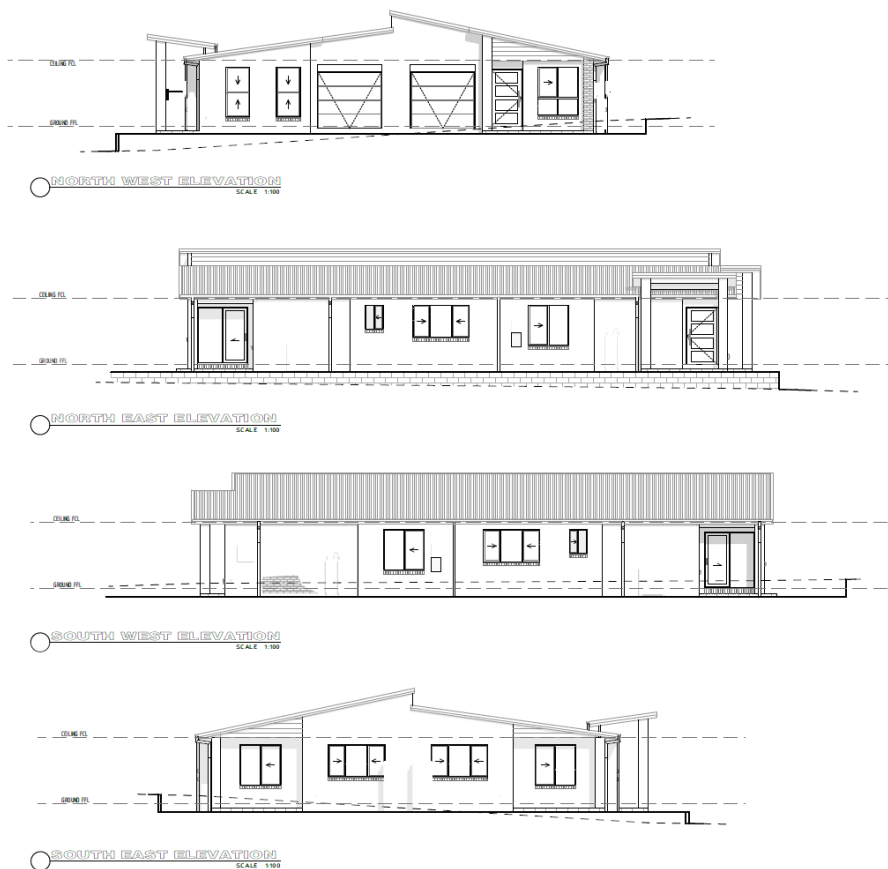 CEILING FCL
GROUND FFL
NORTH WEST ELEVATION
SCALE 1:100
CEILING FCL
GROUND FFL
NORTH EAST ELEVATION
SCALE 1:100
CEILING FCL
GROUND FFL
SOUTH WEST ELEVATION
SCALE 1:100
CEILING FCL
GROUND FFL
SOUTH EAST ELEVATION
SCALE 1:100